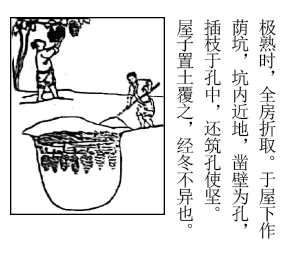 极熟时，全房折取。于屋下作
荫坑，坑内近地，凿壁为孔，
插枝于孔中，还筑孔使坚。
屋子置土覆之，经冬不异也。